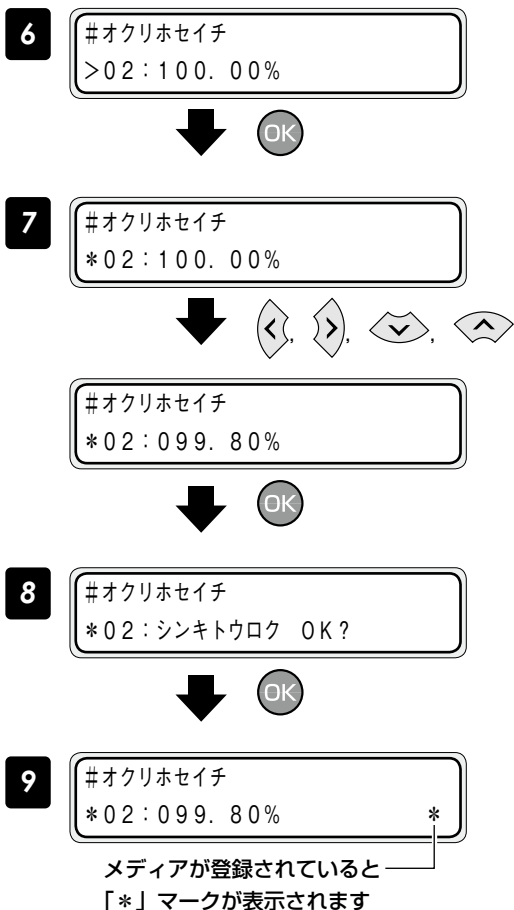 6
#オクリホセイチ
>02:100.00%
OK
7
#オクリホセイチ
*02:100.00%
<, >, ∨, ∧
#オクリホセイチ
*02:099.80%
OK
8
#オクリホセイチ
*02:シンキトウロク OK?
OK
9
#オクリホセイチ
*02:099.80% *
メディアが登録されていると
「*」マークが表示されます